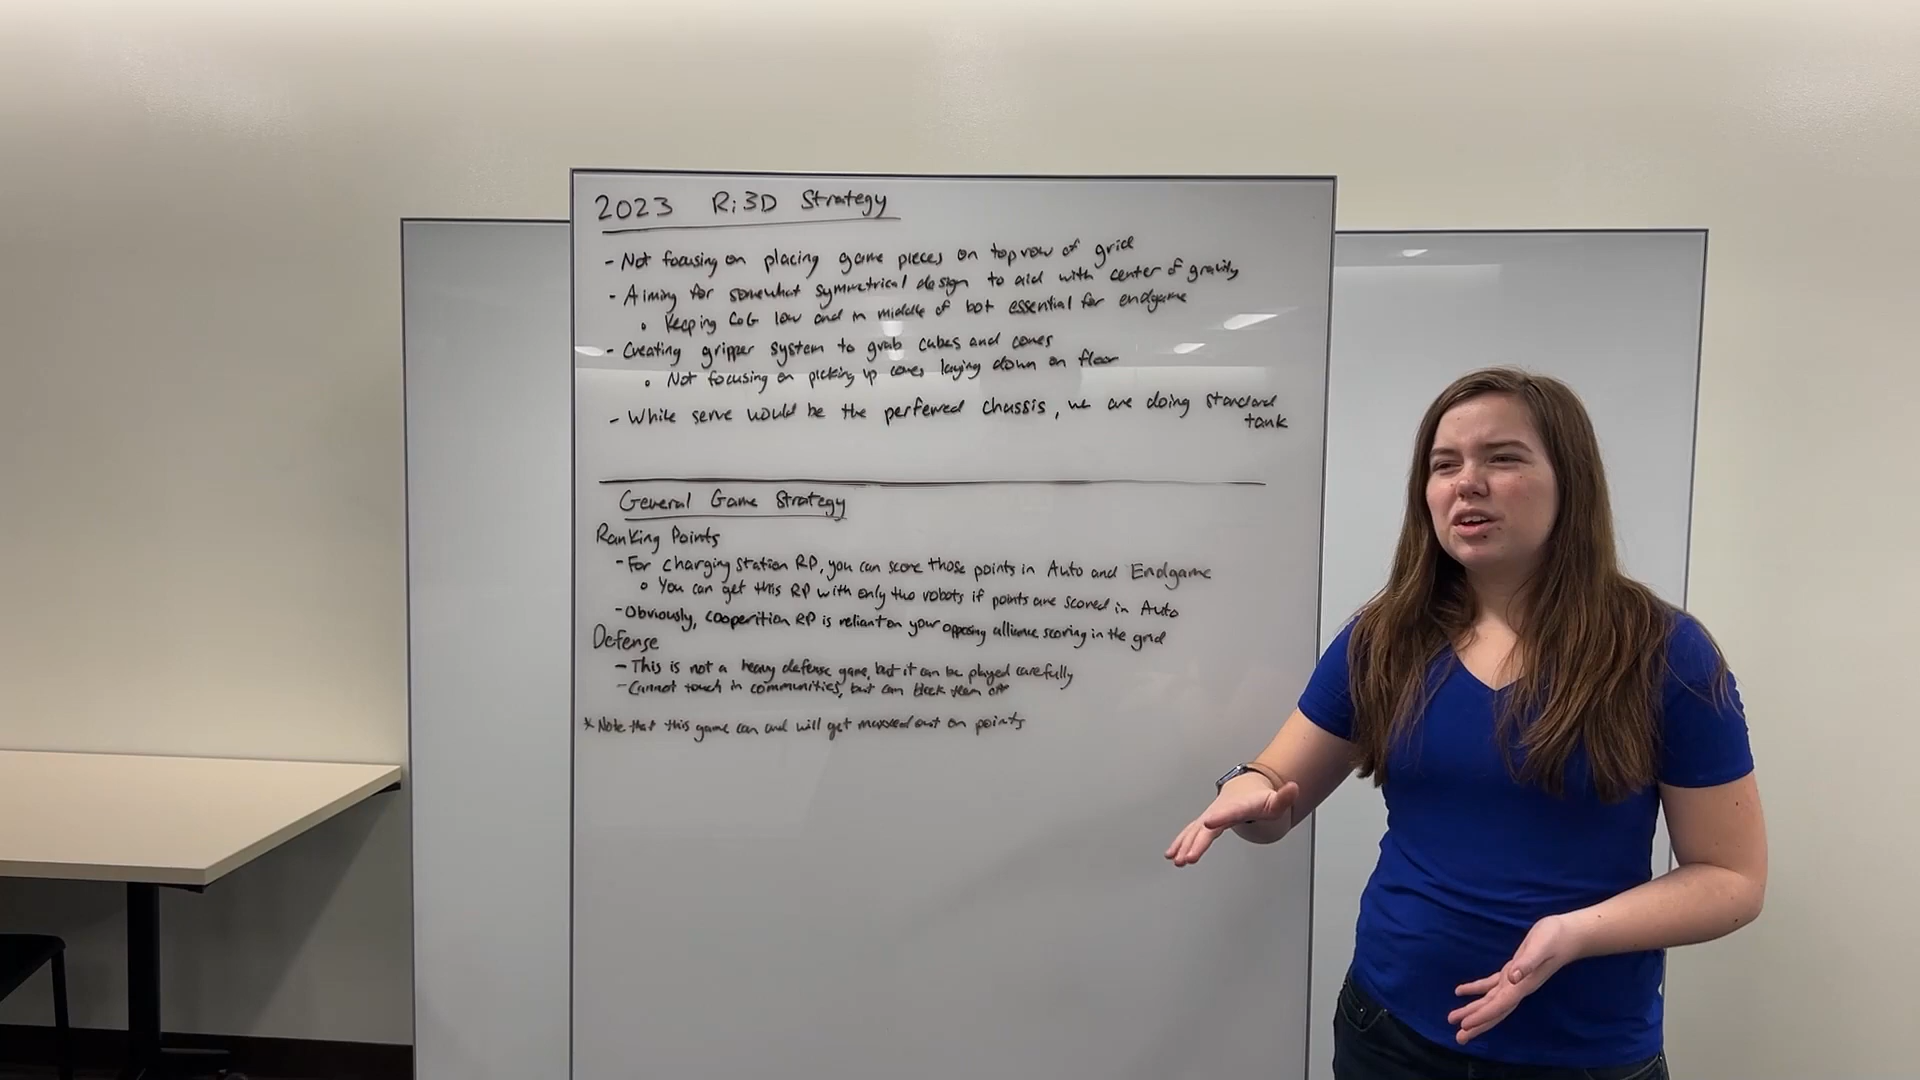 2023 Ri3D Strategy
- Not focusing on placing game pieces on top row of grid
- Aiming for somewhat symmetrical design to aid with center of gravity
o Keeping CoG low and in middle of bot essential for endgame
- Creating gripper system to grab cubes and cones
o Not focusing on picking up cones laying down on floor
- While serve would be the perferred chassis, we are doing standard
tank
General Game Strategy
Ranking Points
- For charging station RP, you can score those points in Auto and Endgame
o You can get this RP with only two robots if points are scored in Auto
- Obviously, cooperition RP is reliant on your opposing alliance scoring in the grid
Defense
- This is not a heavy defense game, but it can be played carefully
- Cannot touch in communities, but can block them off
* Note that this game can and will get maxxed out on points